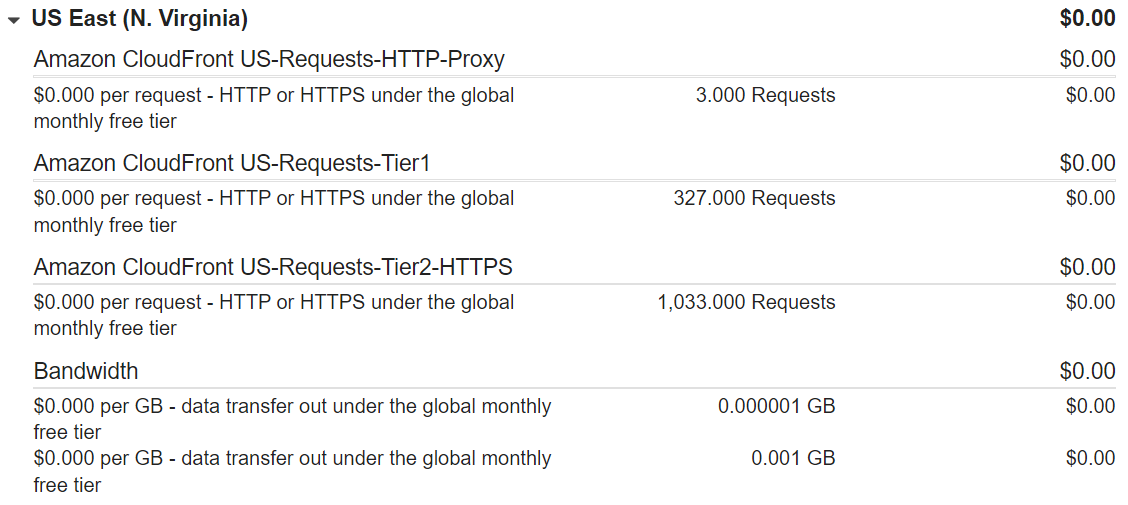 US East (N. Virginia) $0.00
Amazon CloudFront US-Requests-HTTP-Proxy $0.00
$0.000 per request - HTTP or HTTPS under the global 3.000 Requests $0.00
monthly free tier
Amazon CloudFront US-Requests-Tier1 $0.00
$0.000 per request - HTTP or HTTPS under the global 327.000 Requests $0.00
monthly free tier
Amazon CloudFront US-Requests-Tier2-HTTPS $0.00
$0.000 per request - HTTP or HTTPS under the global 1,033.000 Requests $0.00
monthly free tier
Bandwidth $0.00
$0.000 per GB - data transfer out under the global monthly 0.000001 GB $0.00
free tier
$0.000 per GB - data transfer out under the global monthly 0.001 GB $0.00
free tier